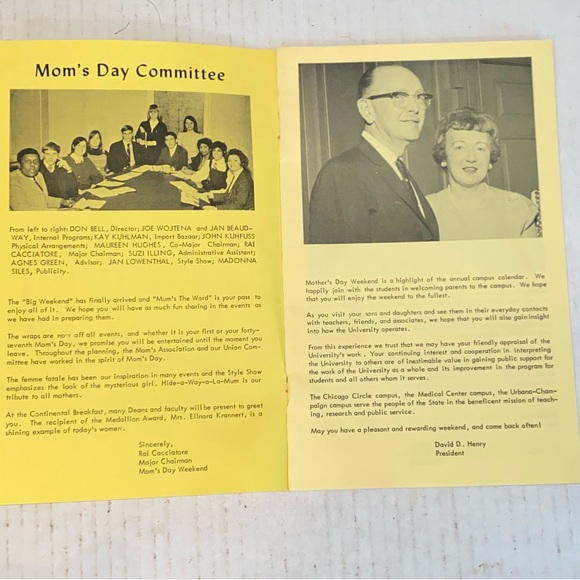 Mom's Day Committee
From left to right: DON BELL, Director; JOE WOJTENA and JAN BEAUD-
WAY, Internal Programs; KAY KUHLMAN, Import Bazaar; JOHN KUHFUSS
Physical Arrangements; MAUREEN HUGHES, Co-Major Chairman; RAI
CACCIATORE, Major Chairman; SUZI ILLING, Administrative Assistant;
AGNES GREEN, Advisor; JAN LOWENTHAL, Style Show; MADONNA
SILES, Publicity.
The "Big Weekend" has finally arrived and "Mum's The Word" is your pass to
enjoy all of it. We hope you will have as much fun sharing in the events as
we have had in preparing them.
The wraps are now off all events, and whether it is your first or your forty-
seventh Mom's Day, we promise you will be entertained until the moment you
leave. Throughout the planning, the Mom's Association and our Union Com-
mittee have worked in the spirit of Mom's Day.
The femme fatale has been our inspiration in many events and the Style Show
emphasizes the look of the mysterious girl. Hide-a-Way-a-La-Mum is our
tribute to all mothers.
At the Continental Breakfast, many Deans and faculty will be present to greet
you. The recipient of the Medallion Award, Mrs. Ellnora Krannert, is a
shining example of today's women.
Sincerely,
Rai Cacciatore
Major Chairman
Mom's Day Weekend
Mother's Day Weekend is a highlight of the annual campus calendar. We
happily join with the students in welcoming parents to the campus. We hope
that you will enjoy the weekend to the fullest.
As you visit your sons and daughters and see them in their everyday contacts
with teachers, friends, and associates, we hope that you will also gain insight
into how the University operates.
From this experience we trust that we may have your friendly appraisal of the
University's work. Your continuing interest and cooperation in interpreting
the University to others are of inestimable value in gaining public support for
the work of the University as a whole and its improvement in the program for
students and all others whom it serves.
The Chicago Circle campus, the Medical Center campus, the Urbana-Cham-
paign campus serve the people of the State in the beneficent mission of teach-
ing, research and public service.
May you have a pleasant and rewarding weekend, and come back often!
David D. Henry
President